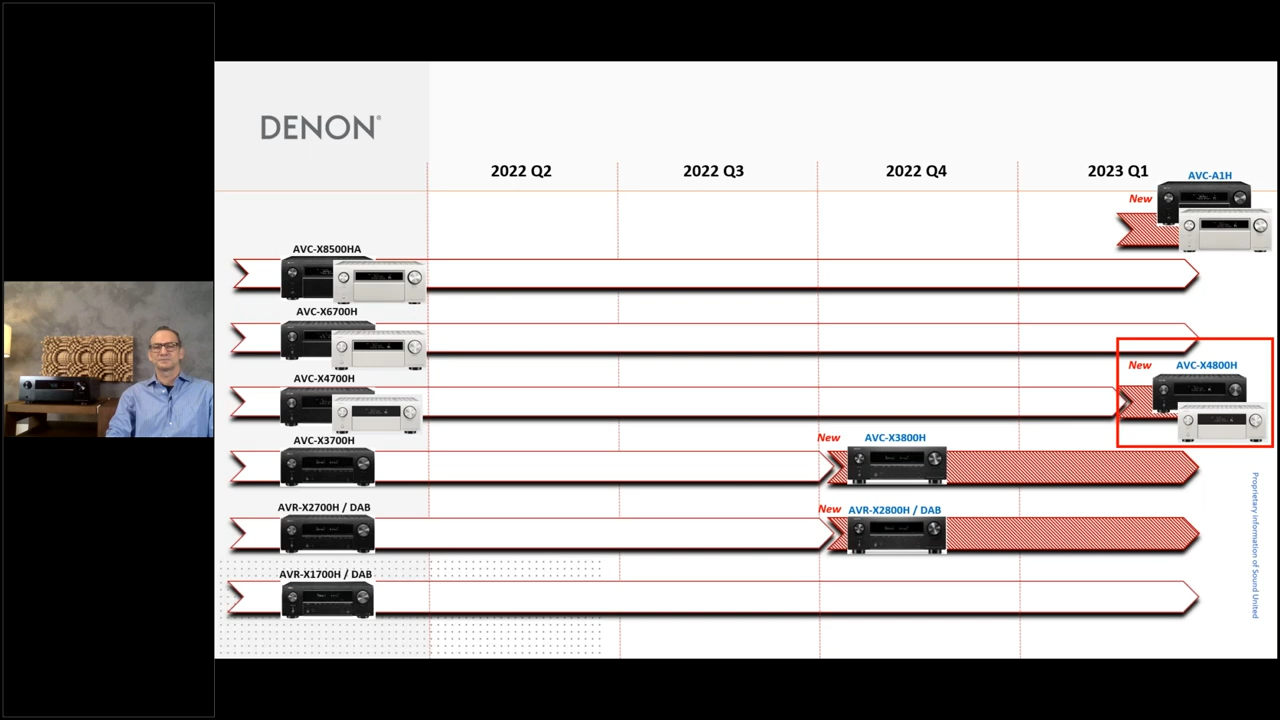 DENON®
2022 Q2
2022 Q3
2022 Q4
2023 Q1
AVC-A1H
New
AVC-X8500HA
AVC-X6700H
New
AVC-X4800H
AVC-X4700H
AVC-X3700H
New
AVC-X3800H
AVR-X2700H / DAB
New
AVR-X2800H / DAB
AVR-X1700H / DAB
Proprietary information of Sound United